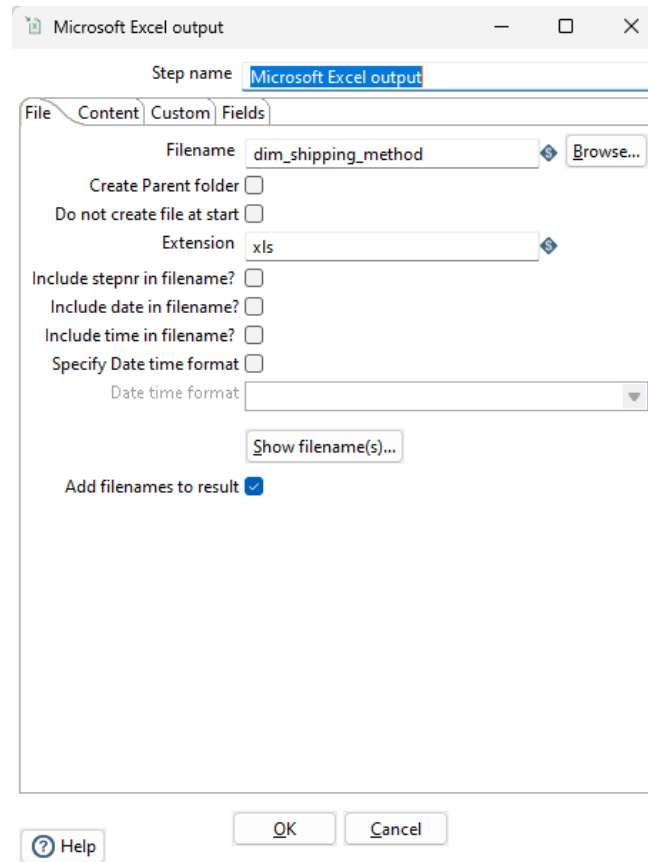 Microsoft Excel output
Step name Microsoft Excel output
File Content Custom Fields
Filename dim_shipping_method Browse...
Create Parent folder
Do not create file at start
Extension xls
Include stepnr in filename?
Include date in filename?
Include time in filename?
Specify Date time format
Date time format
Show filename(s)...
Add filenames to result
OK Cancel
Help